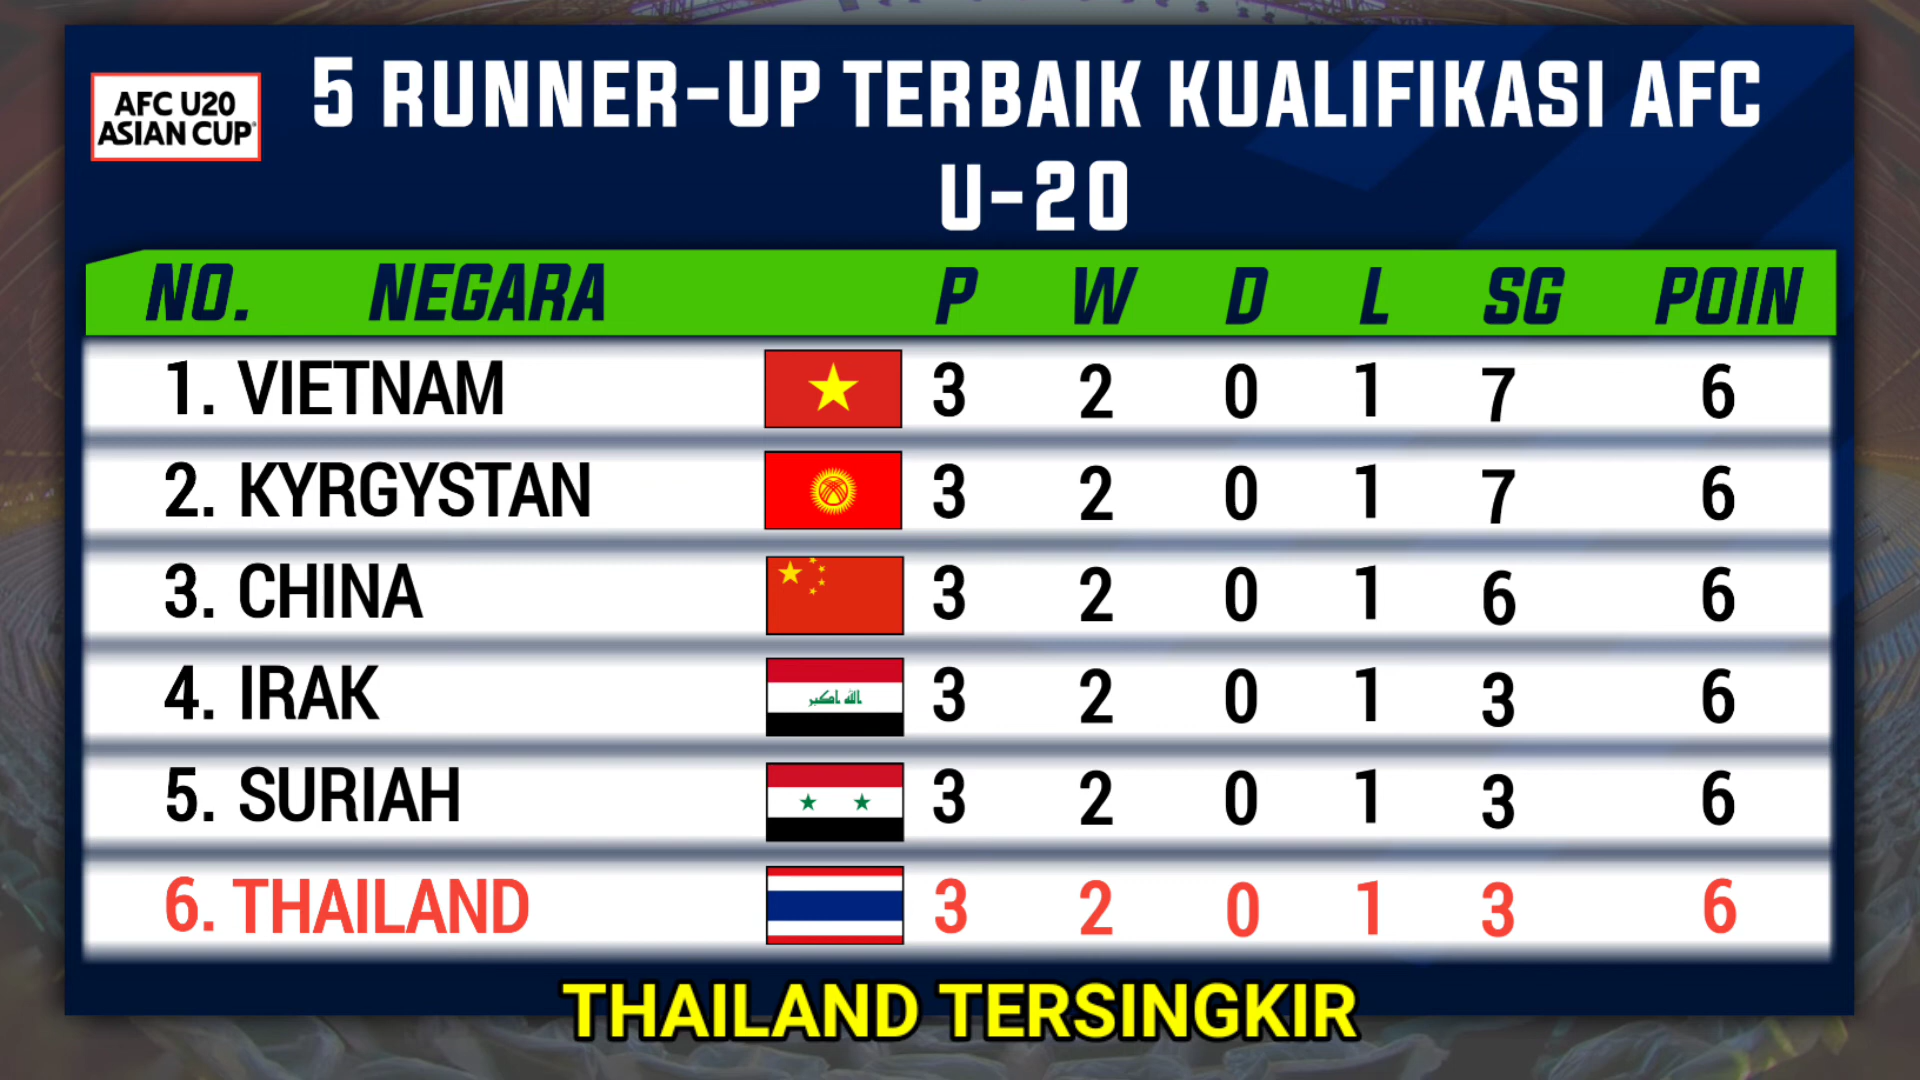 AFC U20
ASIAN CUP
5 RUNNER-UP TERBAIK KUALIFIKASI AFC
U-20
NO. NEGARA P W D L SG POIN
1. VIETNAM 3 2 0 1 7 6
2. KYRGYSTAN 3 2 0 1 7 6
3. CHINA 3 2 0 1 6 6
4. IRAK الله اكبر 3 2 0 1 3 6
5. SURIAH 3 2 0 1 3 6
6. THAILAND 3 2 0 1 3 6
THAILAND TERSINGKIR